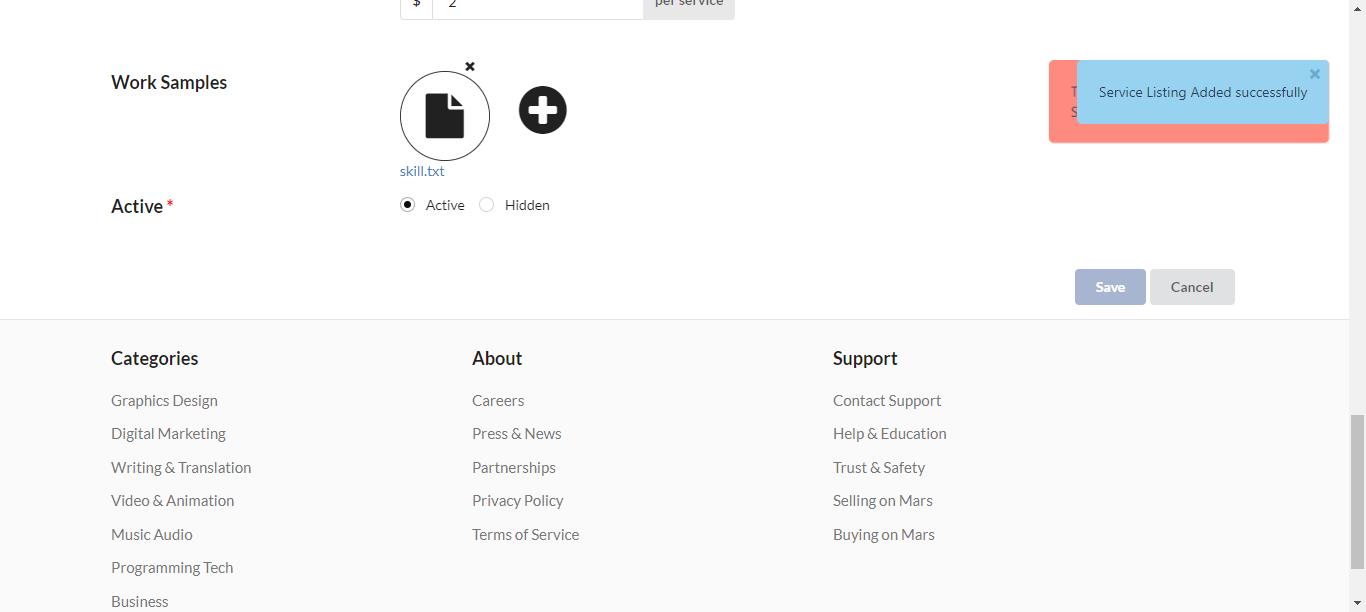 $ 2 per service
Work Samples
Service Listing Added successfully
skill.txt
Active *
Active Hidden
Save Cancel
Categories
Graphics Design
Digital Marketing
Writing & Translation
Video & Animation
Music Audio
Programming Tech
Business
About
Careers
Press & News
Partnerships
Privacy Policy
Terms of Service
Support
Contact Support
Help & Education
Trust & Safety
Selling on Mars
Buying on Mars